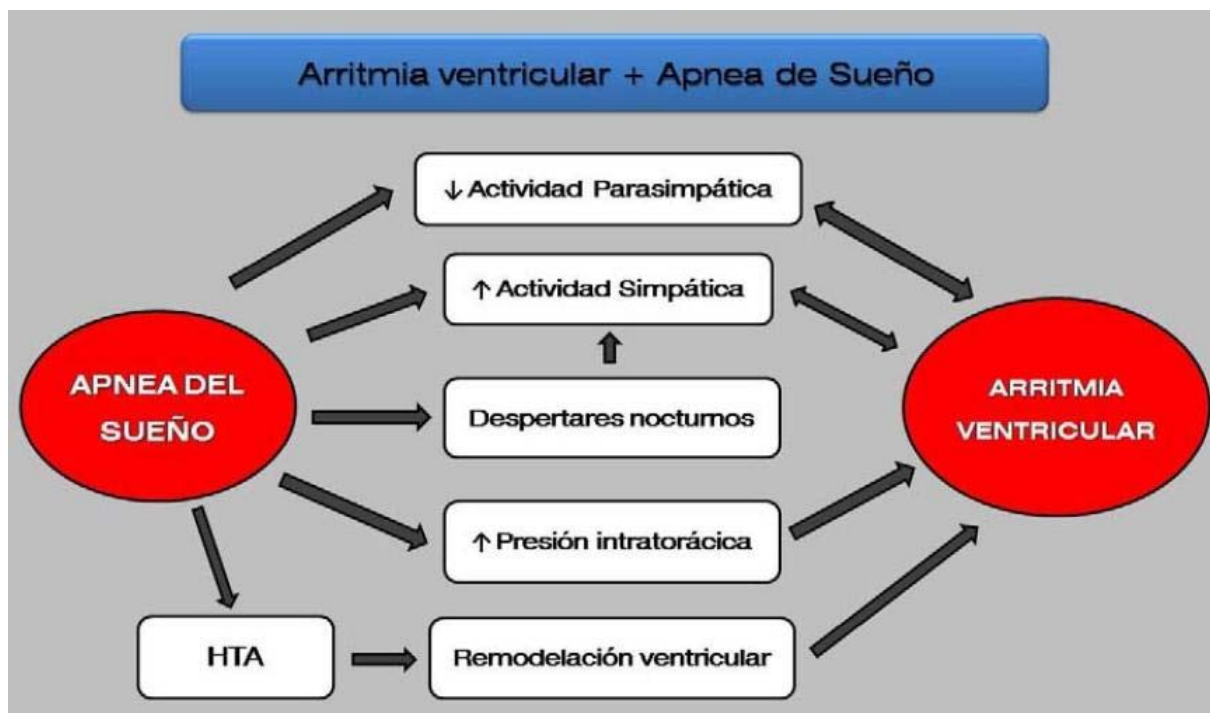 Arritmia ventricular + Apnea de Sueño
↓ Actividad Parasimpática
↑ Actividad Simpática
APNEA DEL
SUEÑO
Despertares nocturnos
ARRITMIA
VENTRICULAR
↑ Presión intratorácica
HTA
Remodelación ventricular